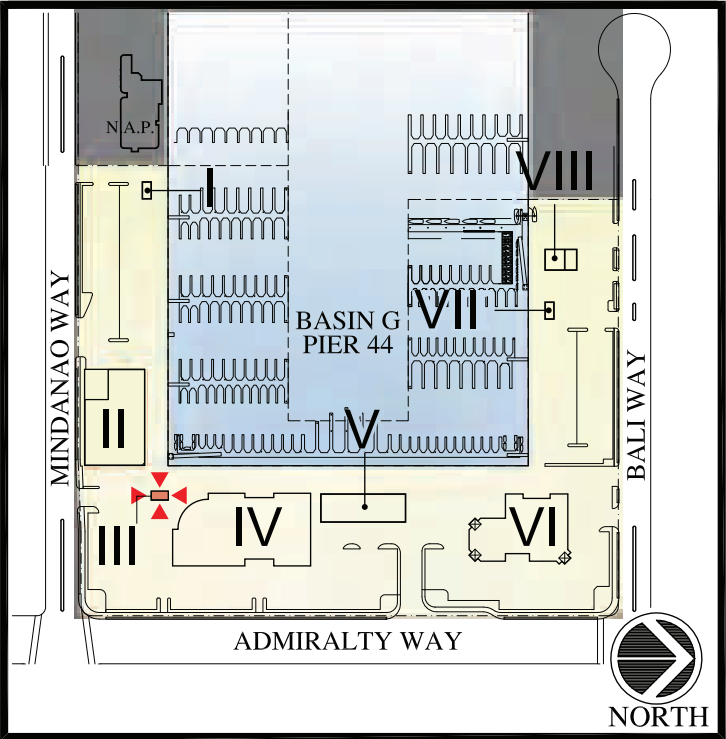 N.A.P.
VIII
I
BASIN G
PIER 44
VII
MINDANAO WAY
BALI WAY
II
V
III
IV
VI
ADMIRALTY WAY
NORTH